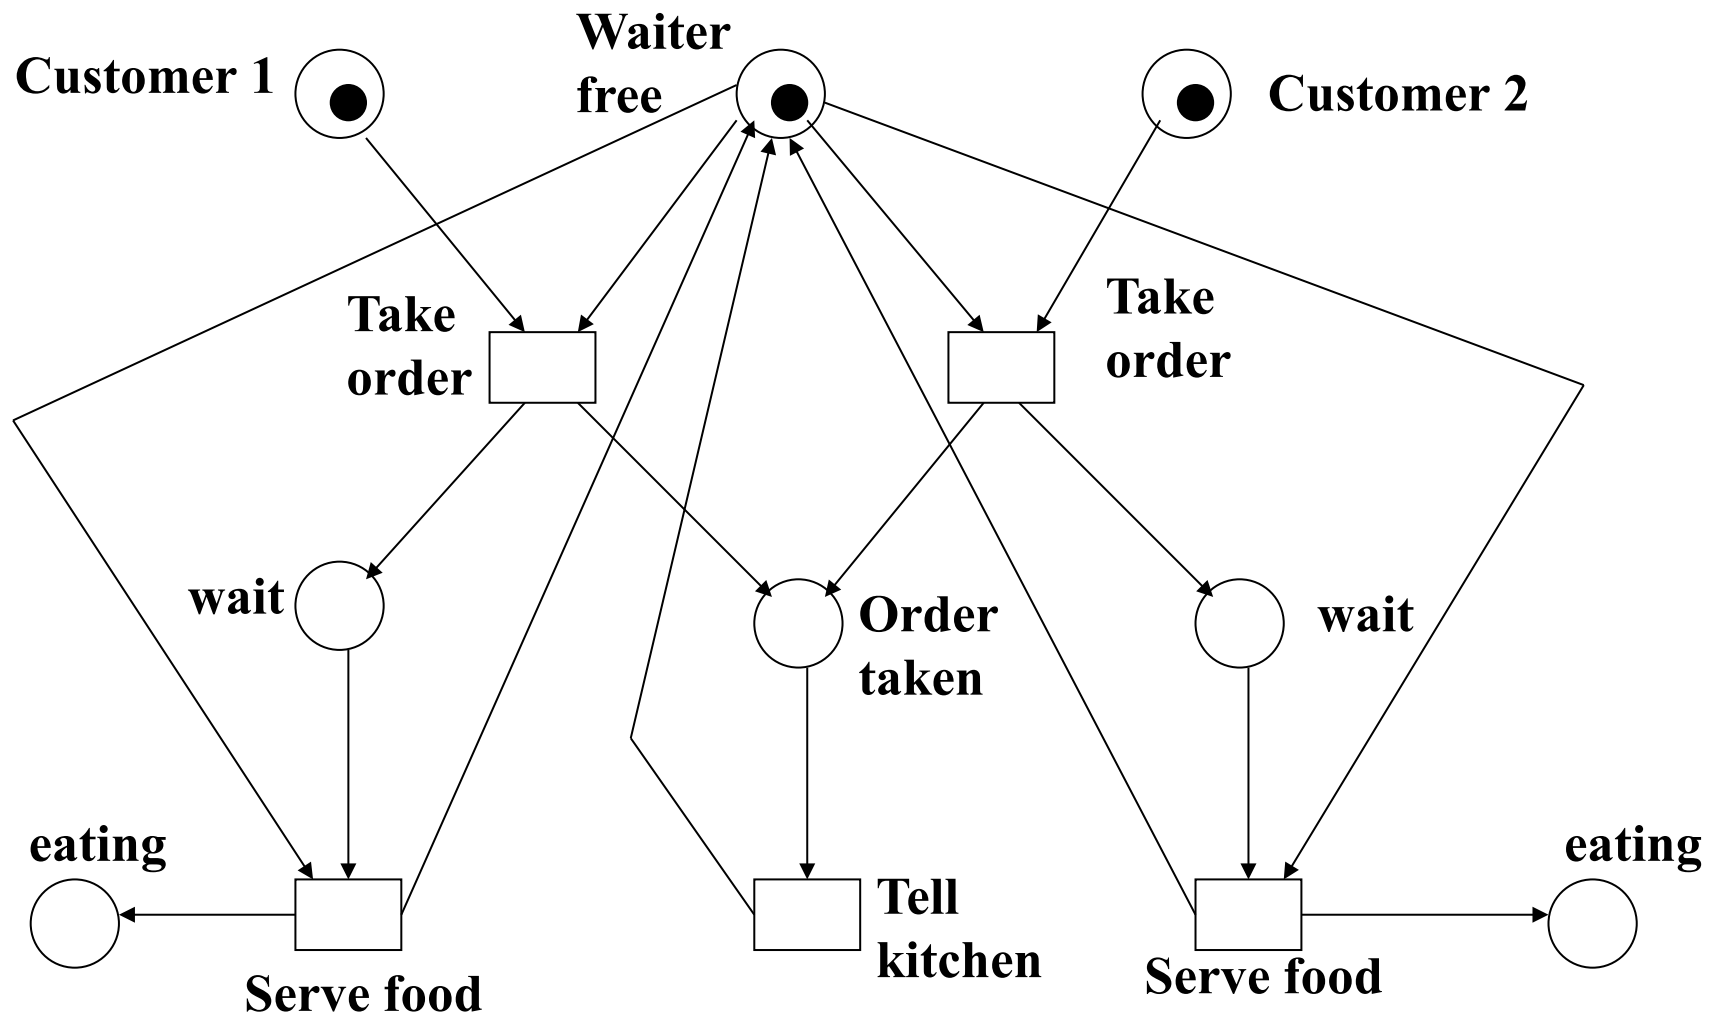 Waiter
free
Customer 1
Customer 2
Take
order
Take
order
wait
Order
taken
wait
eating
eating
Tell
kitchen
Serve food
Serve food